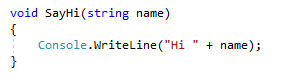 void SayHi(string name)
{
    Console.WriteLine("Hi " + name);
}